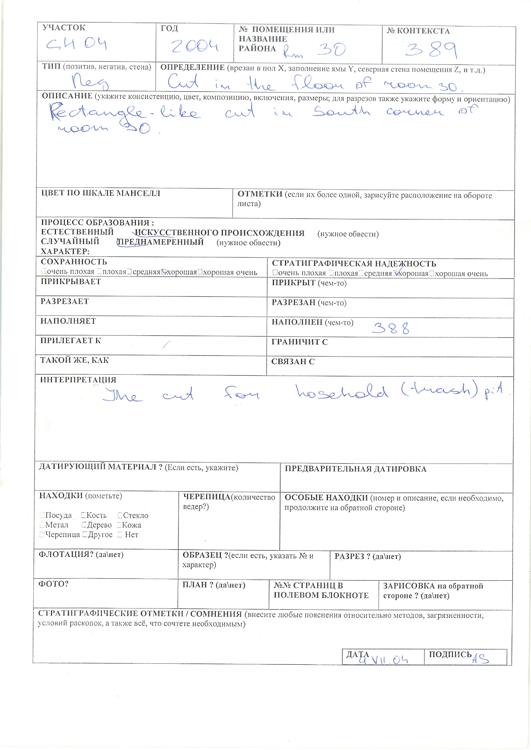 УЧАСТОК ГОД № ПОМЕЩЕНИЯ ИЛИ НАЗВАНИЕ РАЙОНА № КОНТЕКСТА
GH 04 2004 Rm 30 389
ТИП (позитив, негатив, стена) ОПРЕДЕЛЕНИЕ (врезан в пол X, заполнение ямы Y, северная стена помещения Z, и т.д.)
Neg Cut in the floor of room 30.
ОПИСАНИЕ (укажите консистенцию, цвет, композицию, включения, размеры; для разрезов также укажите форму и ориентацию)
Rectangle-like cut in South corner of
room 30.
ЦВЕТ ПО ШКАЛЕ МАНСЕЛЛ ОТМЕТКИ (если их более одной, зарисуйте расположение на обороте
листа)
ПРОЦЕСС ОБРАЗОВАНИЯ :
ЕСТЕСТВЕННЫЙ ИСКУССТВЕННОГО ПРОИСХОЖДЕНИЯ (нужное обвести)
СЛУЧАЙНЫЙ ПРЕДНАМЕРЕННЫЙ (нужное обвести)
ХАРАКТЕР:
СОХРАННОСТЬ СТРАТИГРАФИЧЕСКАЯ НАДЕЖНОСТЬ
очень плохая плохая средняя хорошая хорошая очень очень плохая плохая средняя хорошая хорошая очень
ПРИКРЫВАЕТ ПРИКРЫТ (чем-то)
РАЗРЕЗАЕТ РАЗРЕЗАН (чем-то)
НАПОЛНЯЕТ НАПОЛНЕН (чем-то) 388
ПРИЛЕГАЕТ К ГРАНИЧИТ С
ТАКОЙ ЖЕ, КАК СВЯЗАН С
ИНТЕРПРЕТАЦИЯ
The cut for hosehold (trash) pit.
ДАТИРУЮЩИЙ МАТЕРИАЛ ? (Если есть, укажите) ПРЕДВАРИТЕЛЬНАЯ ДАТИРОВКА
НАХОДКИ (пометьте) ЧЕРЕПИЦА(количество ведер?) ОСОБЫЕ НАХОДКИ (номер и описание, если необходимо,
продолжите на обратной стороне)
Посуда Кость Стекло
Метал Дерево Кожа
Черепица Другое Нет
ФЛОТАЦИЯ? (да\нет) ОБРАЗЕЦ ?(если есть, указать № и характер) РАЗРЕЗ ? (да\нет)
ФОТО? ПЛАН ? (да\нет) №№ СТРАНИЦ В ПОЛЕВОМ БЛОКНОТЕ ЗАРИСОВКА на обратной стороне ? (да\нет)
СТРАТИГРАФИЧЕСКИЕ ОТМЕТКИ / СОМНЕНИЯ (внесите любые пояснения относительно методов, загрязненности,
условий раскопок, а также всё, что сочтете необходимым)
ДАТА 4 VII 04 ПОДПИСЬ AS